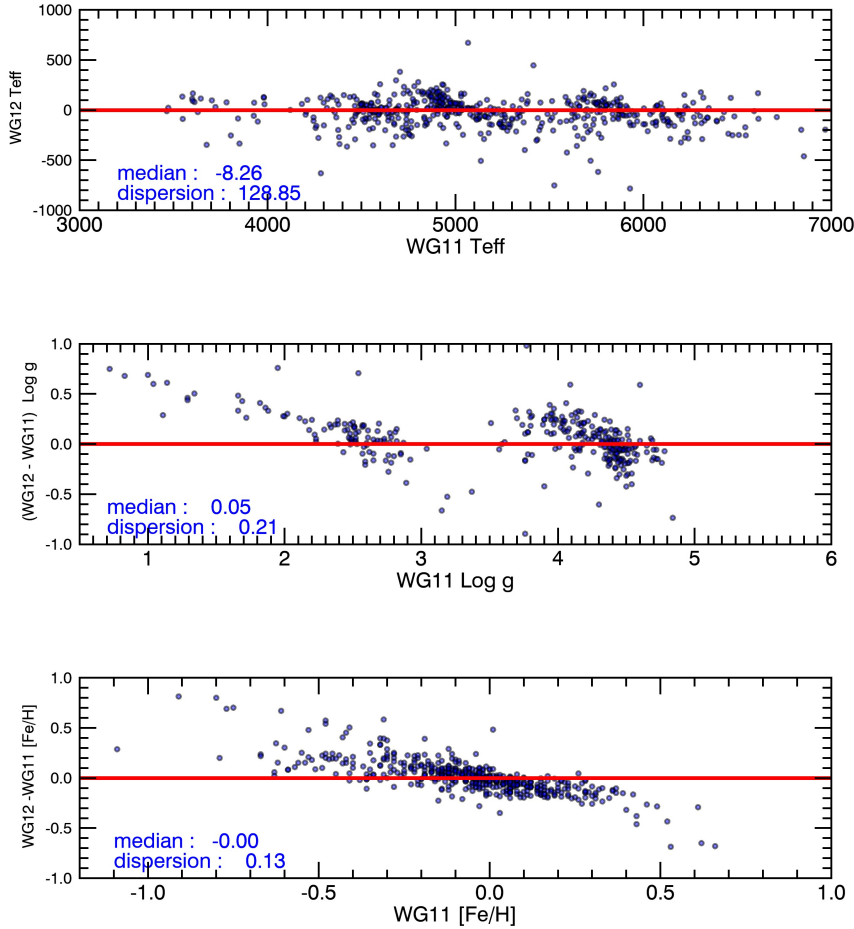 1000
500
0
-500
-1000
WG12 Teff
median : -8.26
dispersion : 128.85
3000 4000 5000 6000 7000
WG11 Teff
1.0
0.5
0.0
-0.5
-1.0
(WG12 - WG11) Log g
median : 0.05
dispersion : 0.21
1 2 3 4 5 6
WG11 Log g
1.0
0.5
0.0
-0.5
-1.0
WG12 -WG11 [Fe/H]
median : -0.00
dispersion : 0.13
-1.0 -0.5 0.0 0.5 1.0
WG11 [Fe/H]